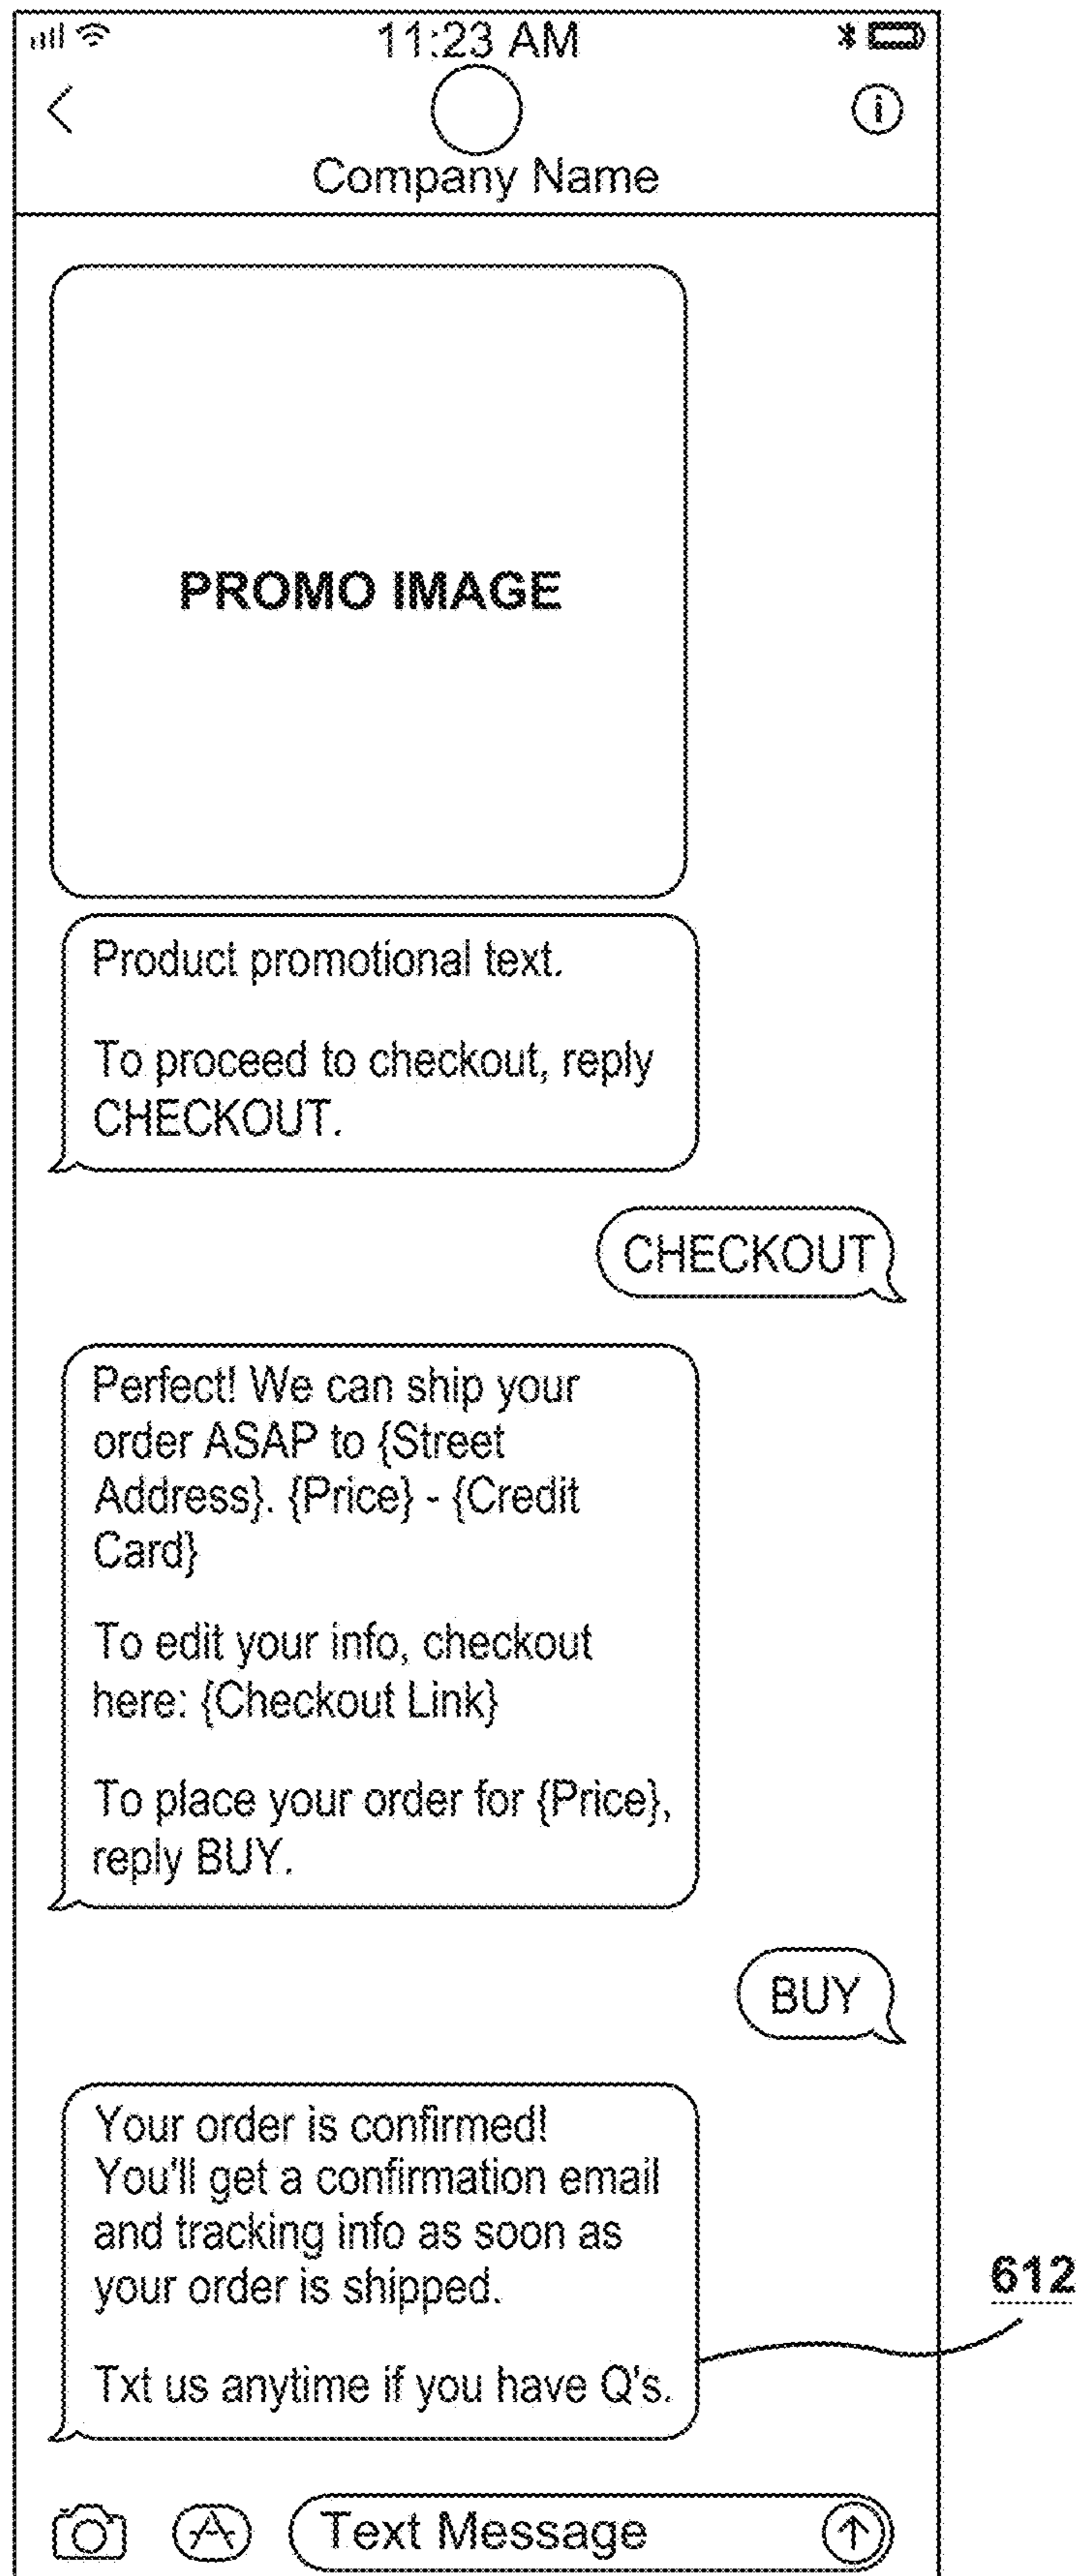 11:23 AM
Company Name
PROMO IMAGE
Product promotional text.
To proceed to checkout, reply
CHECKOUT.
CHECKOUT
Perfect! We can ship your
order ASAP to {Street
Address}. {Price} - {Credit
Card}
To edit your info, checkout
here: {Checkout Link}
To place your order for {Price},
reply BUY.
BUY
Your order is confirmed!
You'll get a confirmation email
and tracking info as soon as
your order is shipped.
612
Txt us anytime if you have Q's.
Text Message